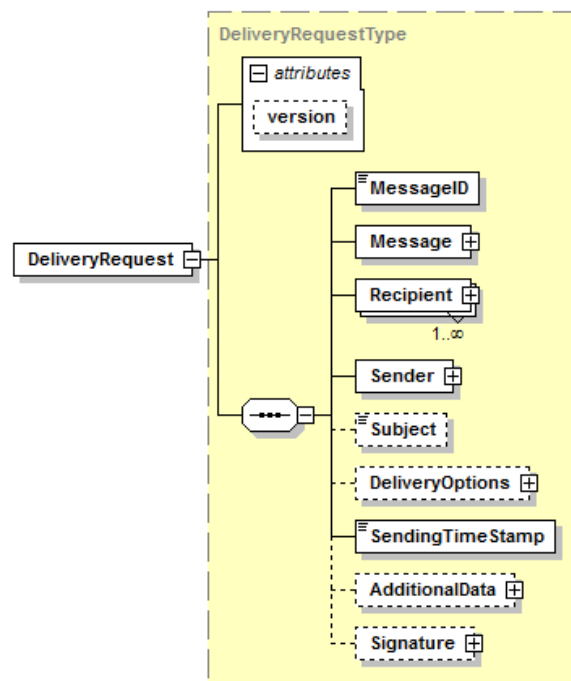 DeliveryRequestType
attributes
version
MessageID
Message
DeliveryRequest
Recipient
1..∞
Sender
Subject
DeliveryOptions
SendingTimeStamp
AdditionalData
Signature